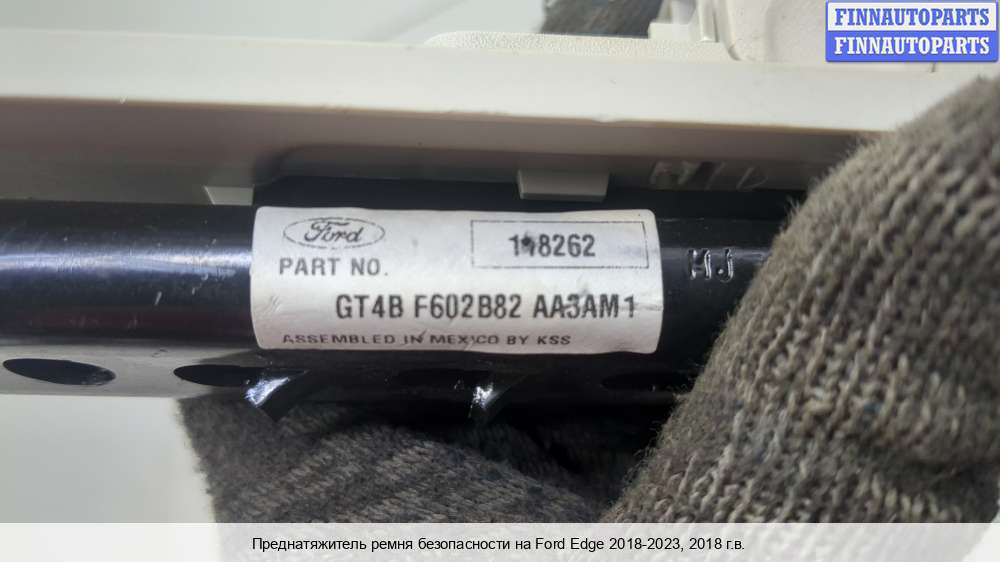 FINNAUTOPARTS
FINNAUTOPARTS
Ford
118262
PART NO.
HJ
GT4B F602B82 AA3AM1
ASSEMBLED IN MEXICO BY KSS
Преднатяжитель ремня безопасности на Ford Edge 2018-2023, 2018 г.в.